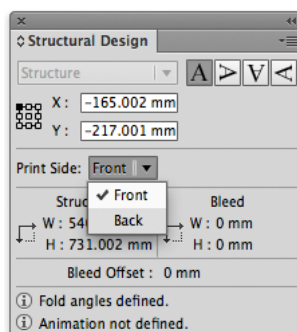 Structural Design
Structure A A A A
X: -165.002 mm
Y: -217.001 mm
Print Side: Front
Front
Back
Bleed
W: 0 mm
H: 731.002 mm H: 0 mm
Bleed Offset: 0 mm
Fold angles defined.
Animation not defined.